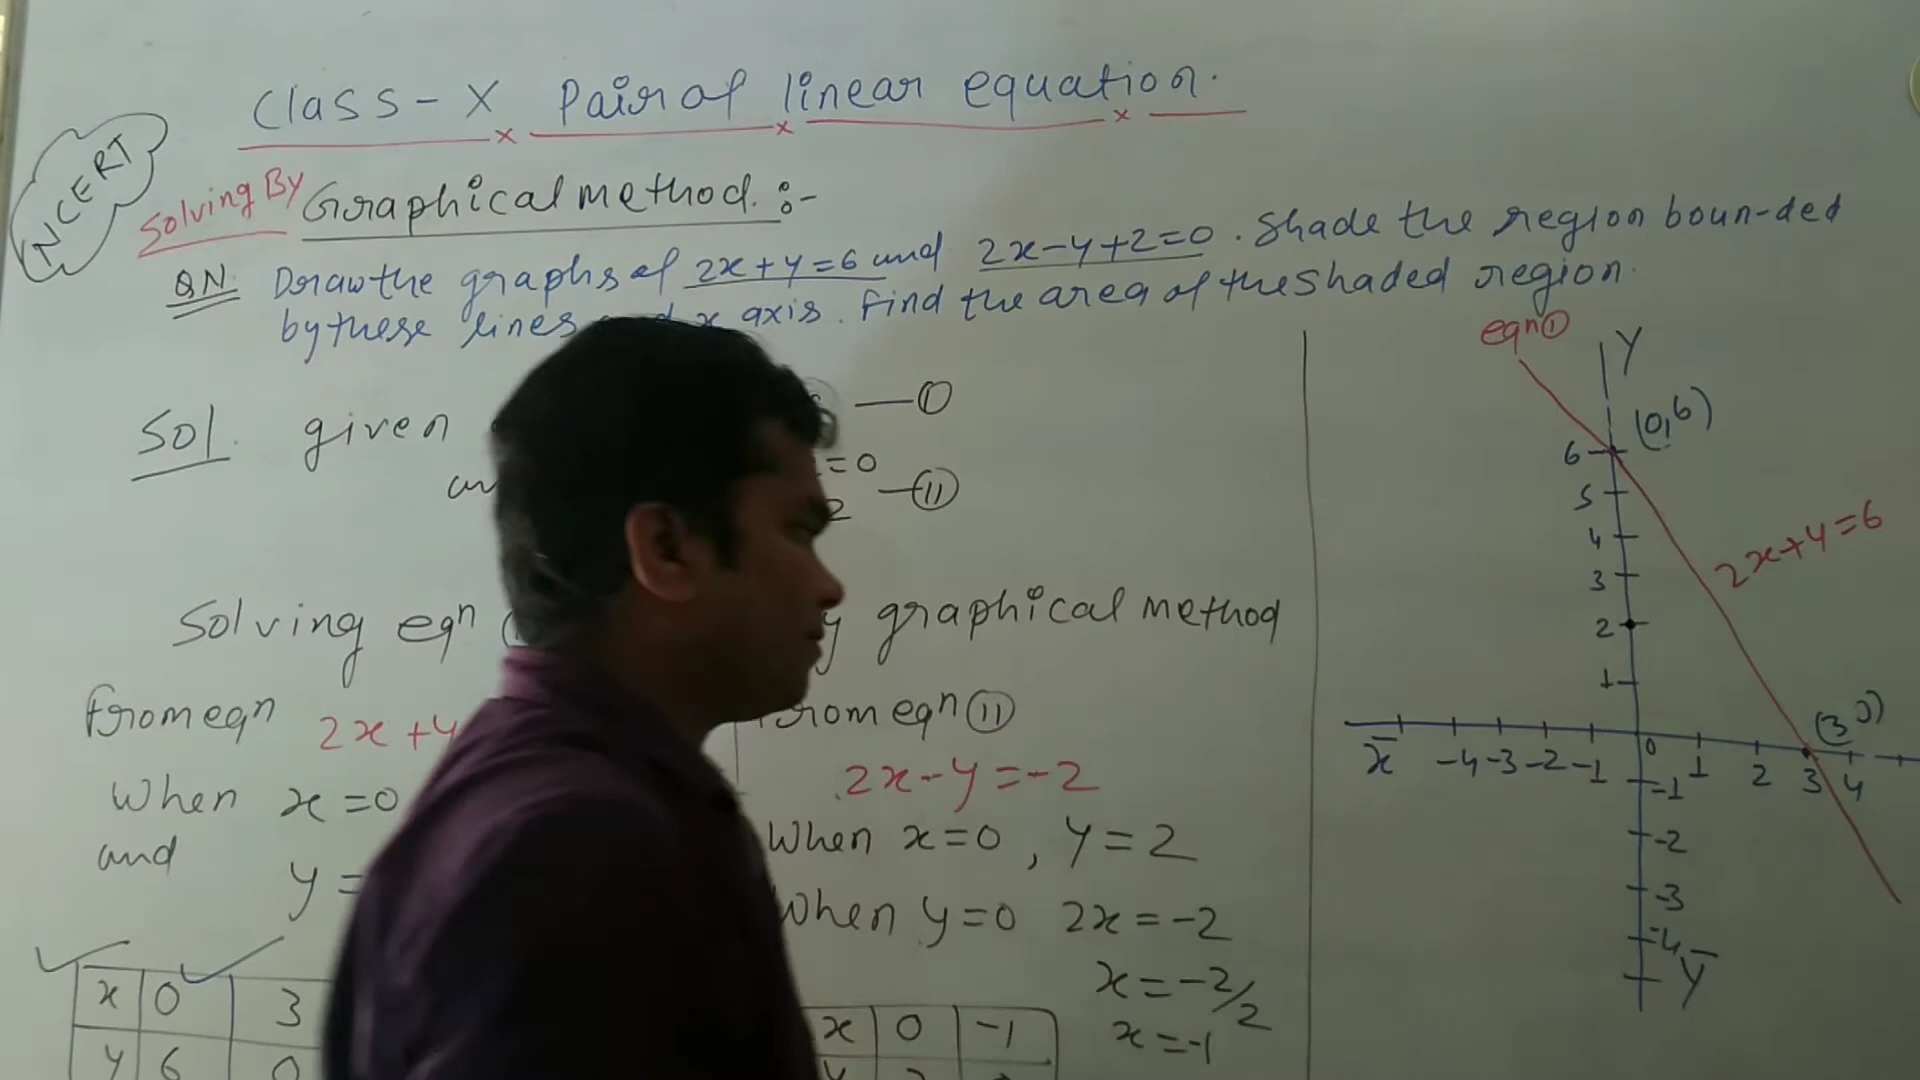 Class-X Pair of linear equation.
NCERT
Solving By Graphical method :-
QN. Draw the graphs of 2x+y=6 and 2x-y+2=0. Shade the region boun-ded
by these lines x axis. Find the area of the shaded region.
Sol. given —①
=0
2 —⑪
Solving eqn graphical method
from eqn
2x+y
When x=0
and
y=
x 0 3
y 6 0
from eqn ⑪
2x-y=-2
When x=0, y=2
When y=0 2x=-2
x=-2/2
x=-1
x 0 -1
eqn①
Y
(0,6)
6
5
4
3
2
1
2x+y=6
(3 0)
x̄ -4 -3 -2 -1 0 1 2 3 4
-1
-2
-3
-4
Ȳ